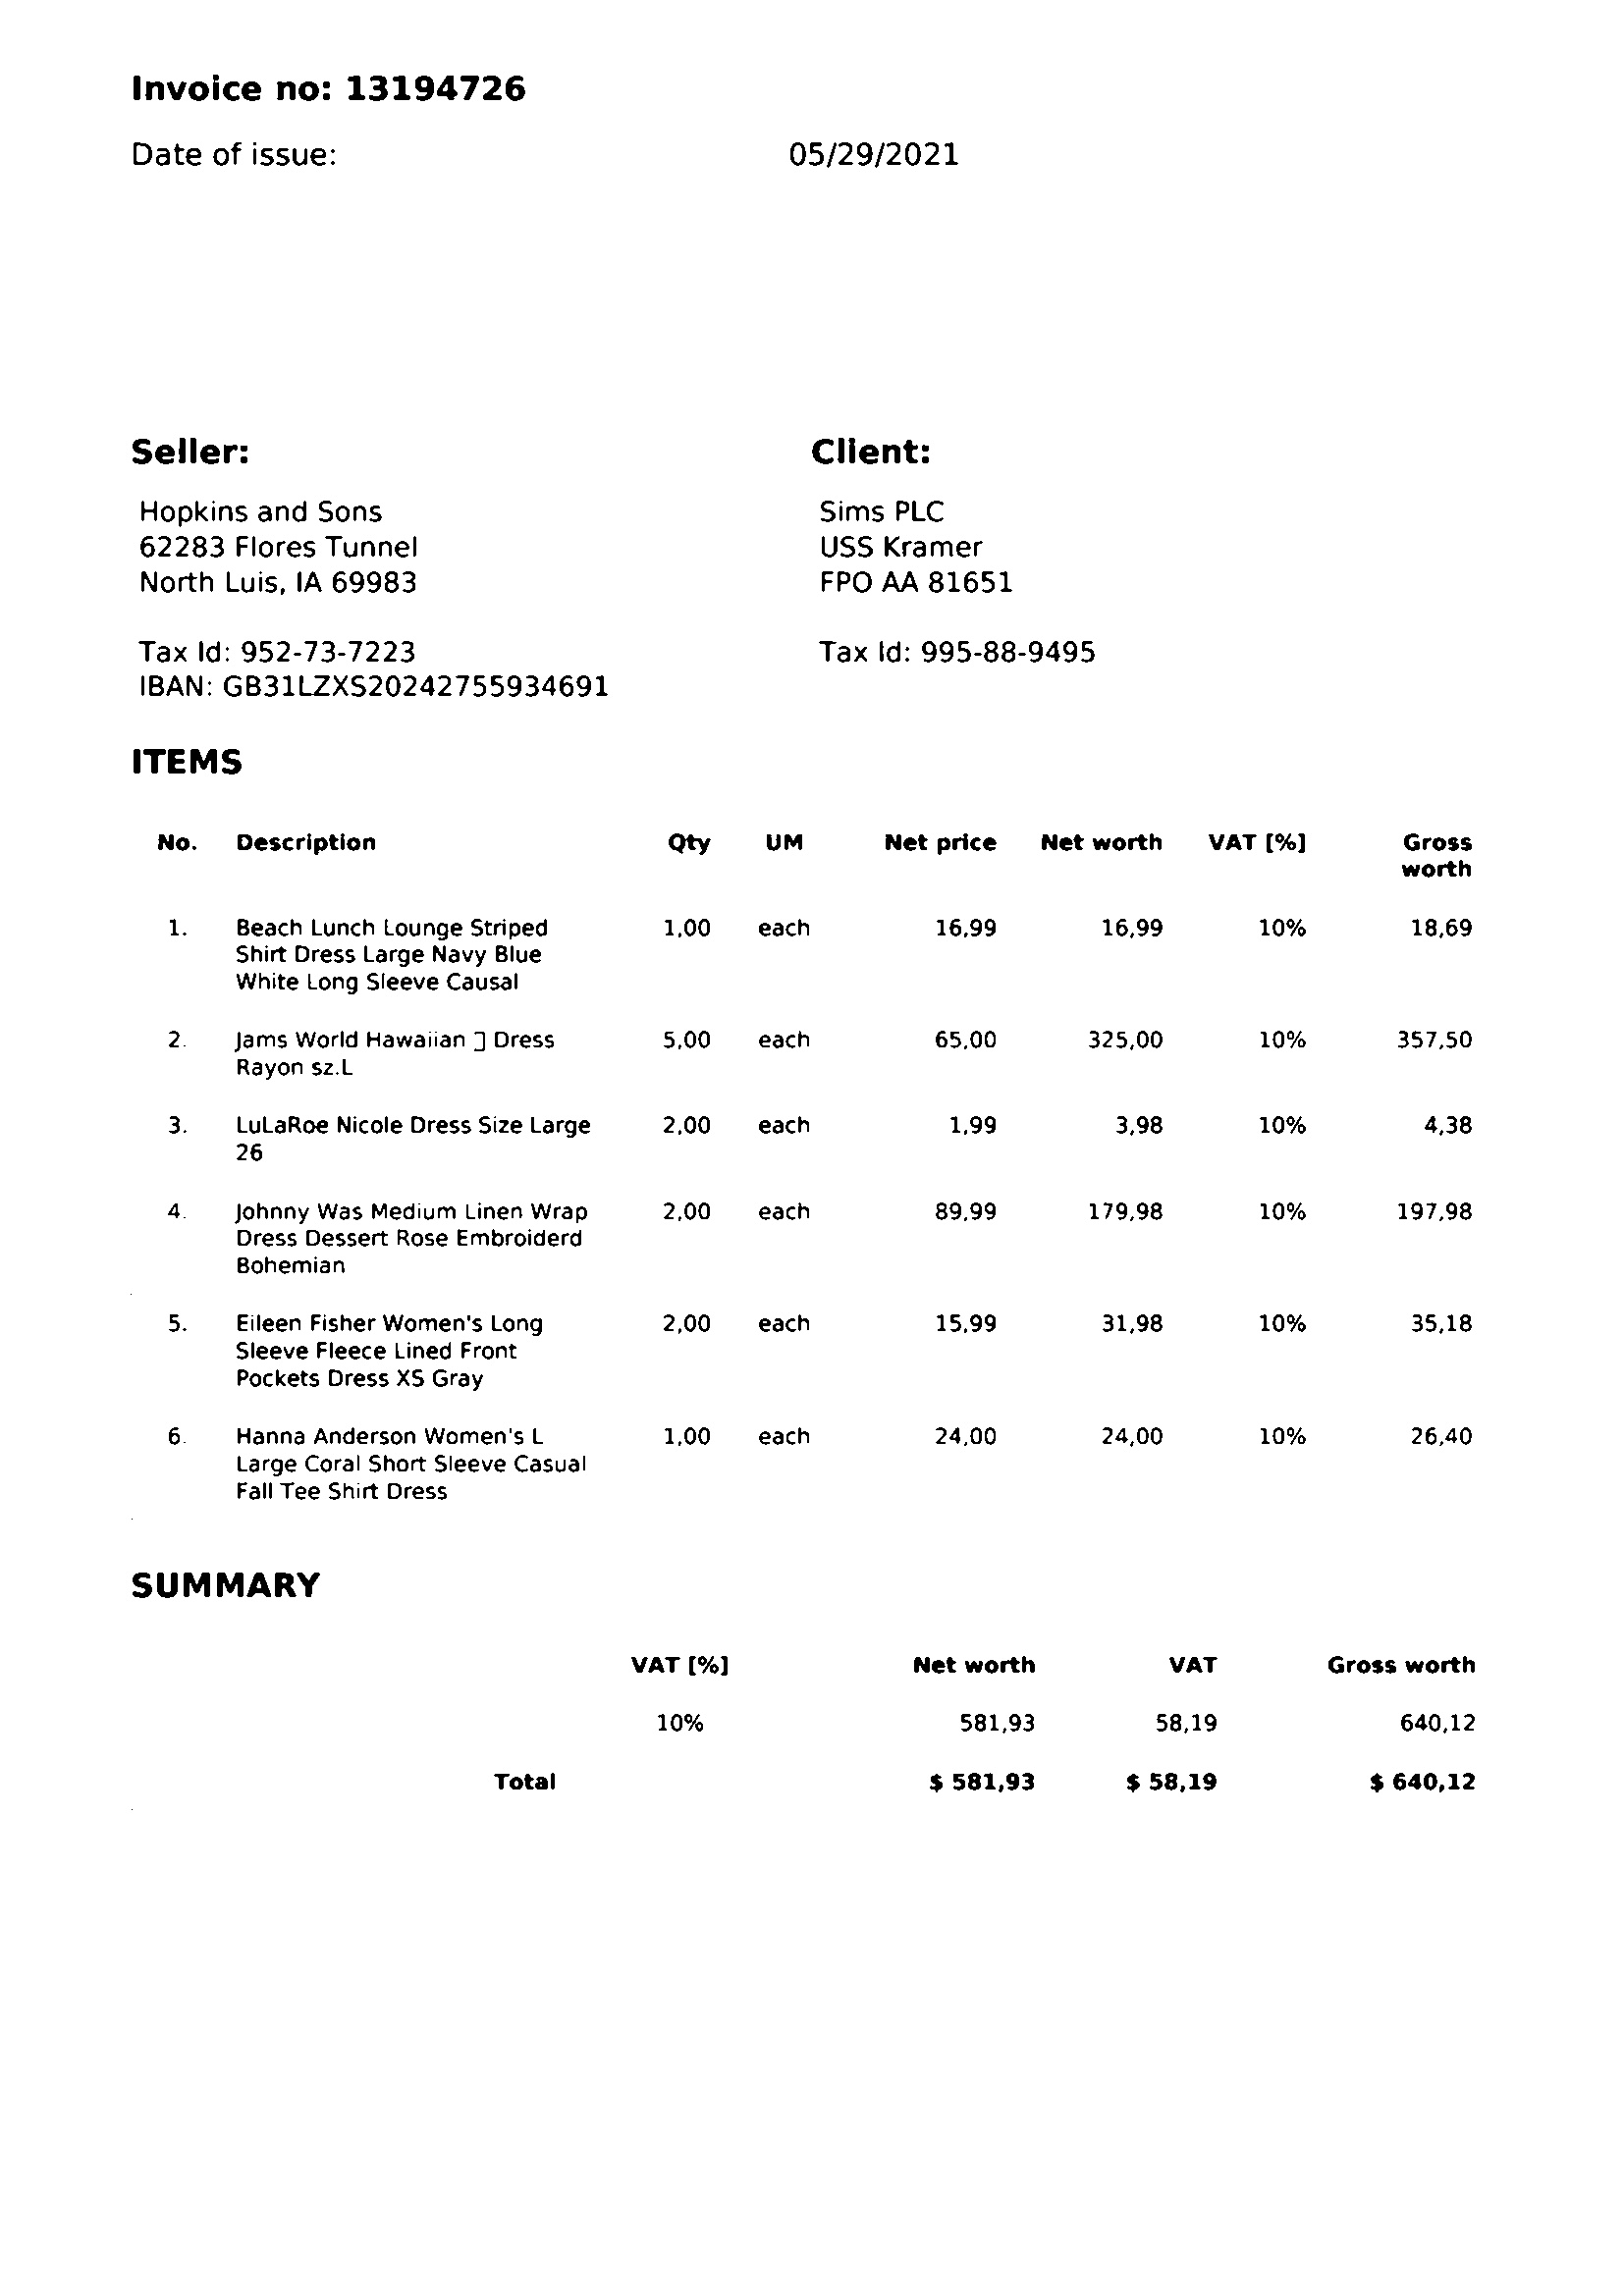 Invoice no: 13194726
Date of issue: 05/29/2021
Seller:
Hopkins and Sons
62283 Flores Tunnel
North Luis, IA 69983
Tax Id: 952-73-7223
IBAN: GB31LZXS20242755934691
Client:
Sims PLC
USS Kramer
FPO AA 81651
Tax Id: 995-88-9495
ITEMS
No. Description Qty UM Net price Net worth VAT [%] Gross
worth
1. Beach Lunch Lounge Striped 1,00 each 16,99 16,99 10% 18,69
Shirt Dress Large Navy Blue
White Long Sleeve Causal
2. Jams World Hawaiian ] Dress 5,00 each 65,00 325,00 10% 357,50
Rayon sz.L
3. LuLaRoe Nicole Dress Size Large 2,00 each 1,99 3,98 10% 4,38
26
4. Johnny Was Medium Linen Wrap 2,00 each 89,99 179,98 10% 197,98
Dress Dessert Rose Embroiderd
Bohemian
5. Eileen Fisher Women's Long 2,00 each 15,99 31,98 10% 35,18
Sleeve Fleece Lined Front
Pockets Dress XS Gray
6. Hanna Anderson Women's L 1,00 each 24,00 24,00 10% 26,40
Large Coral Short Sleeve Casual
Fall Tee Shirt Dress
SUMMARY
VAT [%] Net worth VAT Gross worth
10% 581,93 58,19 640,12
Total $ 581,93 $ 58,19 $ 640,12